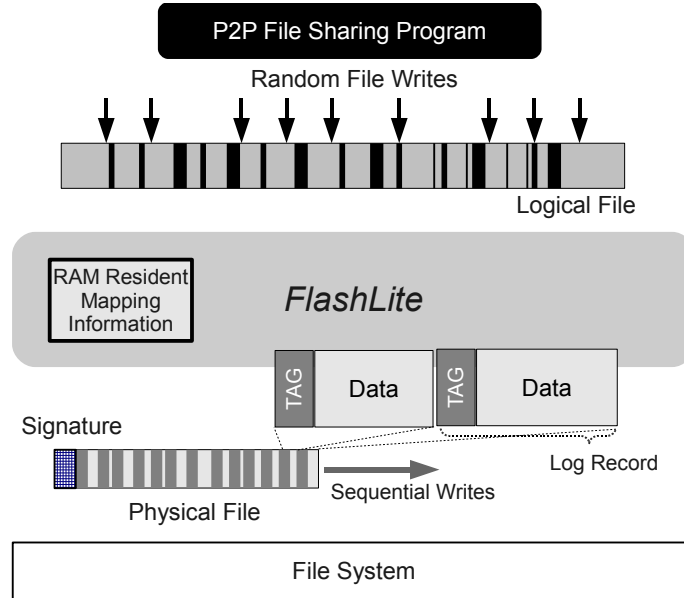 P2P File Sharing Program
Random File Writes
Logical File
RAM Resident
Mapping
Information
FlashLite
TAG
Data
TAG
Data
Signature
Log Record
Sequential Writes
Physical File
File System